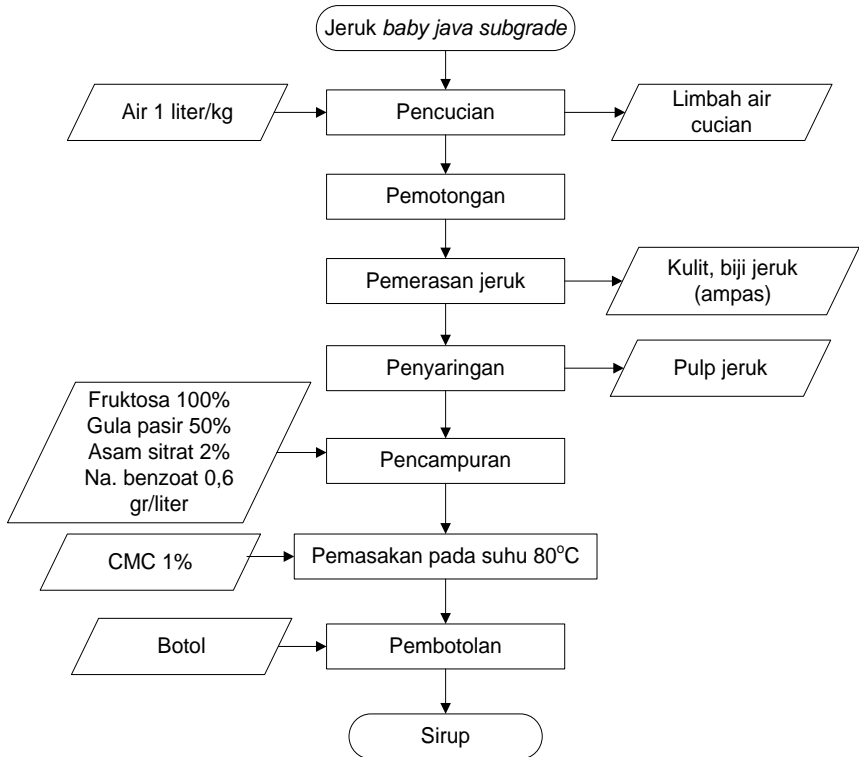 Jeruk baby java subgrade
Air 1 liter/kg
Pencucian
Limbah air
cucian
Pemotongan
Pemerasan jeruk
Kulit, biji jeruk
(ampas)
Penyaringan
Pulp jeruk
Fruktosa 100%
Gula pasir 50%
Asam sitrat 2%
Na. benzoat 0,6
gr/liter
Pencampuran
CMC 1%
Pemasakan pada suhu 80°C
Botol
Pembotolan
Sirup